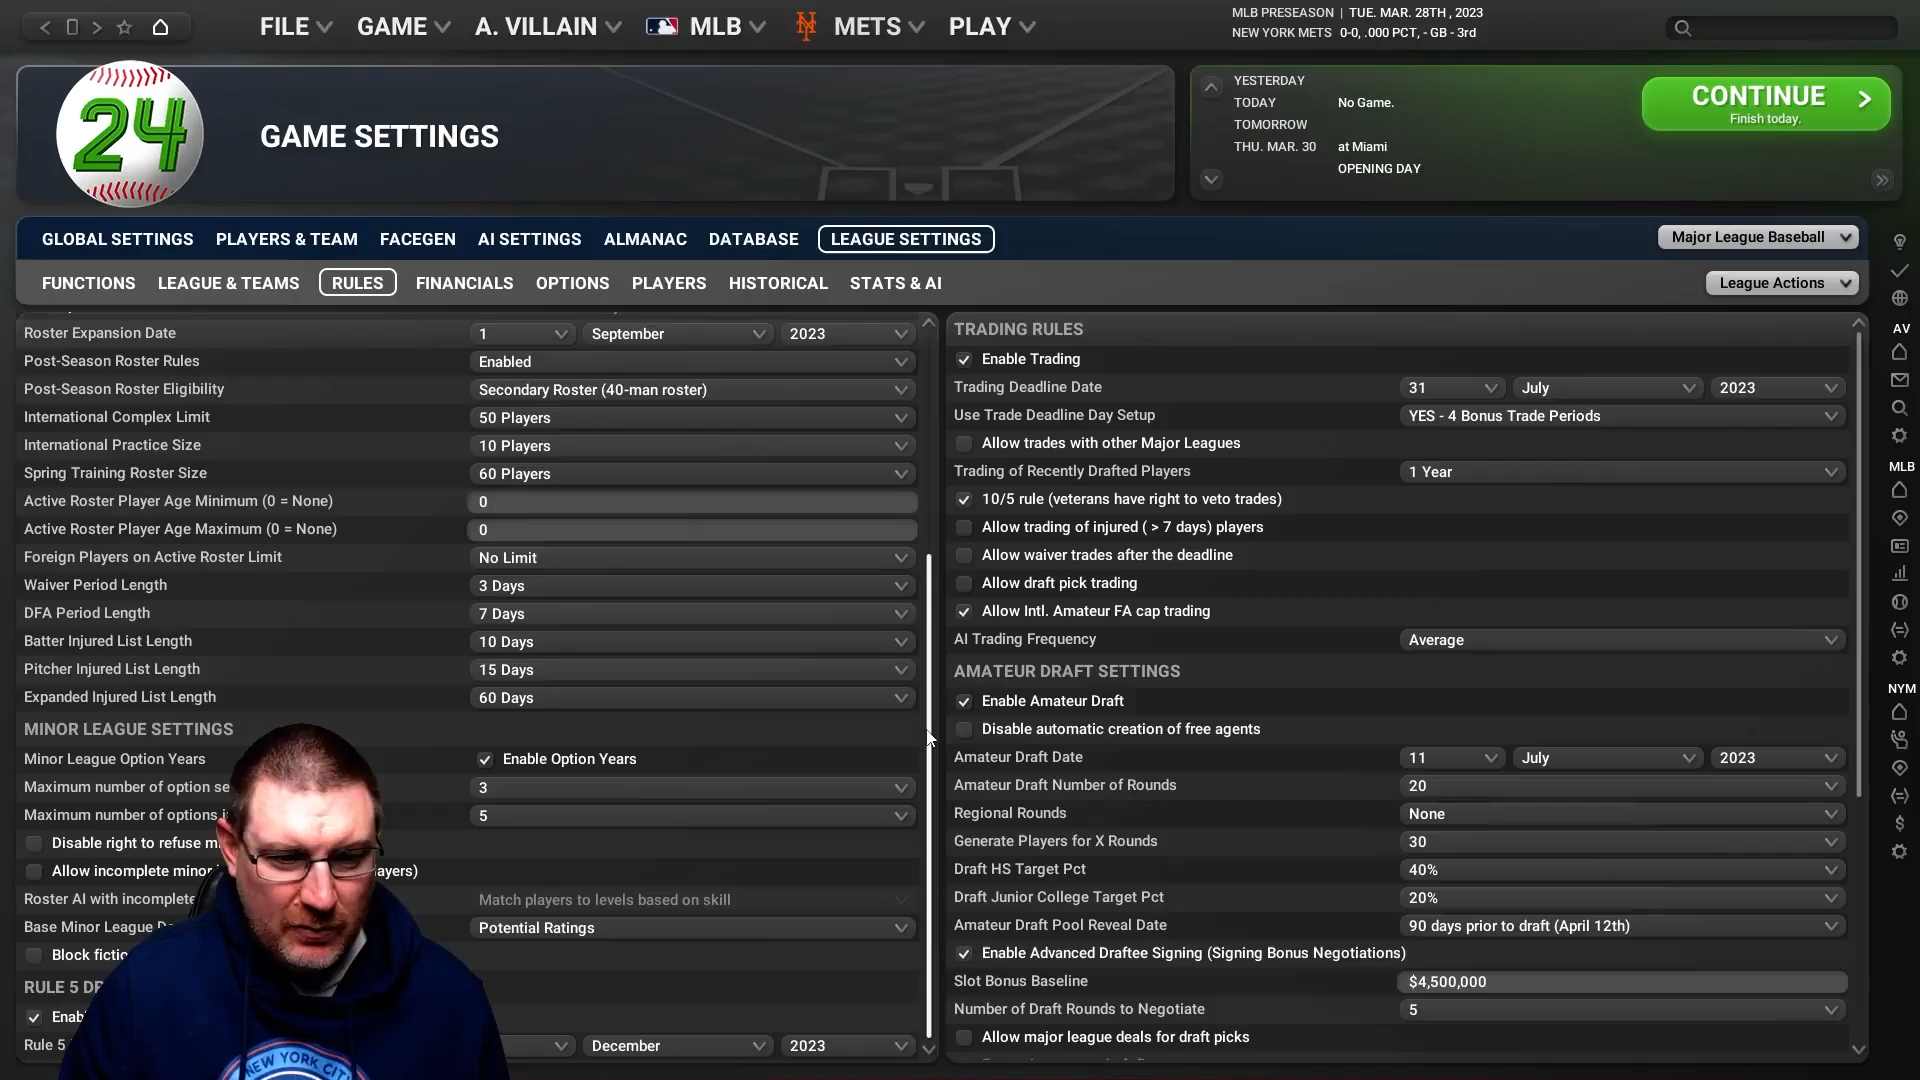 FILE GAME A. VILLAIN MLB METS PLAY
MLB PRESEASON | TUE. MAR. 28TH , 2023
NEW YORK METS 0-0, .000 PCT, - GB - 3rd
24
GAME SETTINGS
YESTERDAY
TODAY No Game.
TOMORROW
THU. MAR. 30 at Miami
OPENING DAY
CONTINUE
Finish today.
GLOBAL SETTINGS PLAYERS & TEAM FACEGEN AI SETTINGS ALMANAC DATABASE LEAGUE SETTINGS
Major League Baseball
FUNCTIONS LEAGUE & TEAMS RULES FINANCIALS OPTIONS PLAYERS HISTORICAL STATS & AI
League Actions
Roster Expansion Date 1 September 2023
Post-Season Roster Rules Enabled
Post-Season Roster Eligibility Secondary Roster (40-man roster)
International Complex Limit 50 Players
International Practice Size 10 Players
Spring Training Roster Size 60 Players
Active Roster Player Age Minimum (0 = None) 0
Active Roster Player Age Maximum (0 = None) 0
Foreign Players on Active Roster Limit No Limit
Waiver Period Length 3 Days
DFA Period Length 7 Days
Batter Injured List Length 10 Days
Pitcher Injured List Length 15 Days
Expanded Injured List Length 60 Days
MINOR LEAGUE SETTINGS
Minor League Option Years Enable Option Years
Maximum number of option se 3
Maximum number of options 5
Disable right to refuse m
Allow incomplete minor ayers)
Roster AI with incomplete Match players to levels based on skill
Base Minor League Potential Ratings
Block fictio
RULE 5 DR
Enab
Rule 5 December 2023
TRADING RULES
Enable Trading
Trading Deadline Date 31 July 2023
Use Trade Deadline Day Setup YES - 4 Bonus Trade Periods
Allow trades with other Major Leagues
Trading of Recently Drafted Players 1 Year
10/5 rule (veterans have right to veto trades)
Allow trading of injured ( > 7 days) players
Allow waiver trades after the deadline
Allow draft pick trading
Allow Intl. Amateur FA cap trading
AI Trading Frequency Average
AMATEUR DRAFT SETTINGS
Enable Amateur Draft
Disable automatic creation of free agents
Amateur Draft Date 11 July 2023
Amateur Draft Number of Rounds 20
Regional Rounds None
Generate Players for X Rounds 30
Draft HS Target Pct 40%
Draft Junior College Target Pct 20%
Amateur Draft Pool Reveal Date 90 days prior to draft (April 12th)
Enable Advanced Draftee Signing (Signing Bonus Negotiations)
Slot Bonus Baseline $4,500,000
Number of Draft Rounds to Negotiate 5
Allow major league deals for draft picks
AV
MLB
NYM
NEW YORK CIT